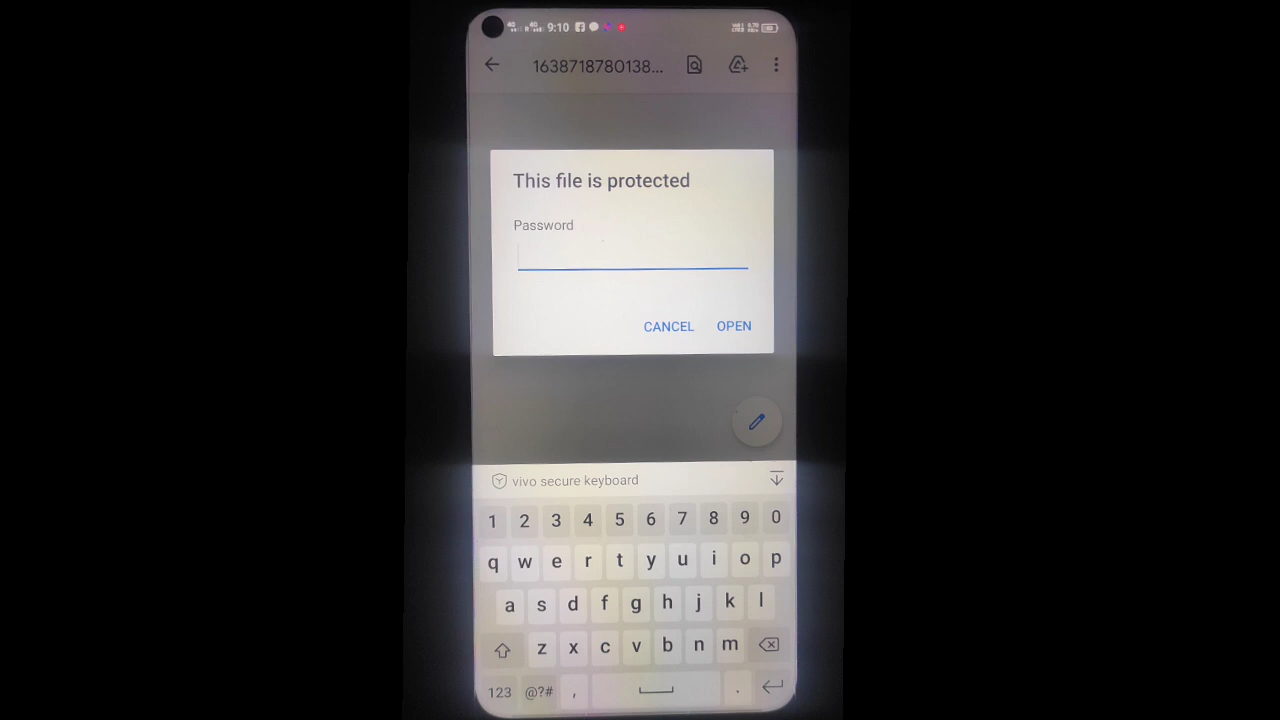 9:10
1638718780138...
This file is protected
Password
CANCEL OPEN
vivo secure keyboard
1 2 3 4 5 6 7 8 9 0
q w e r t y u i o p
a s d f g h j k l
z x c v b n m
123 @?# , .